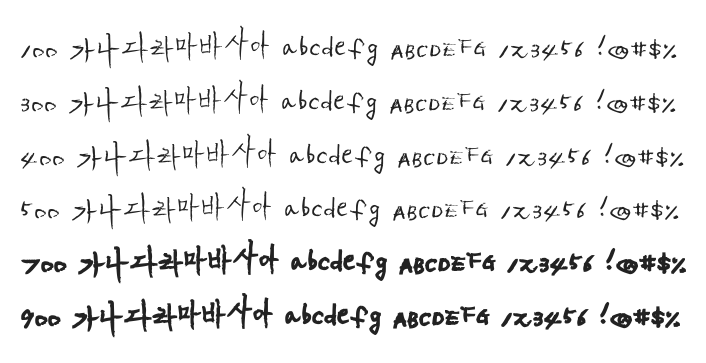 100 가나다라마바사아 abcdefg ABCDEFG 123456 !@#$%
300 가나다라마바사아 abcdefg ABCDEFG 123456 !@#$%
400 가나다라마바사아 abcdefg ABCDEFG 123456 !@#$%
500 가나다라마바사아 abcdefg ABCDEFG 123456 !@#$%
700 가나다라마바사아 abcdefg ABCDEFG 123456 !@#$%
900 가나다라마바사아 abcdefg ABCDEFG 123456 !@#$%